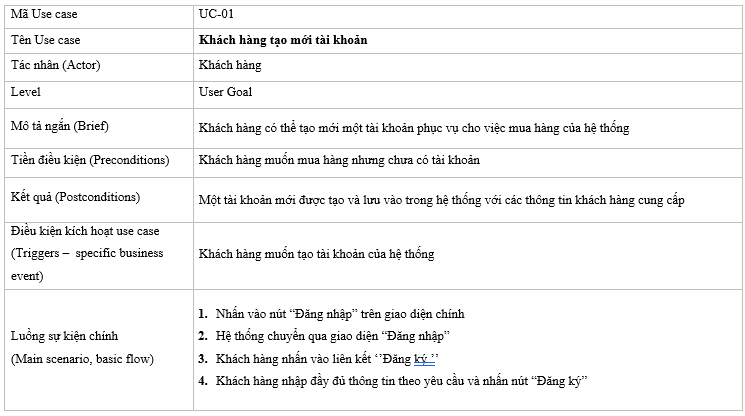 Mã Use case UC-01
Tên Use case Khách hàng tạo mới tài khoản
Tác nhân (Actor) Khách hàng
Level User Goal
Mô tả ngắn (Brief) Khách hàng có thể tạo mới một tài khoản phục vụ cho việc mua hàng của hệ thống
Tiền điều kiện (Preconditions) Khách hàng muốn mua hàng nhưng chưa có tài khoản
Kết quả (Postconditions) Một tài khoản mới được tạo và lưu vào trong hệ thống với các thông tin khách hàng cung cấp
Điều kiện kích hoạt use case
(Triggers – specific business
event)
Khách hàng muốn tạo tài khoản của hệ thống
Luồng sự kiện chính
(Main scenario, basic flow)
1. Nhấn vào nút “Đăng nhập” trên giao diện chính
2. Hệ thống chuyển qua giao diện “Đăng nhập”
3. Khách hàng nhấn vào liên kết ‘’Đăng ký ’’
4. Khách hàng nhập đầy đủ thông tin theo yêu cầu và nhấn nút “Đăng ký”